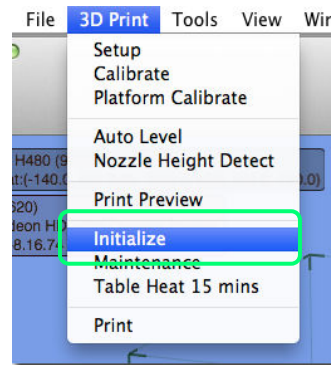 File 3D Print Tools View
Setup
Calibrate
Platform Calibrate
Auto Level
H480
Nozzle Height Detect
Print Preview
Initialize
Maintenance
Table Heat 15 mins
Print